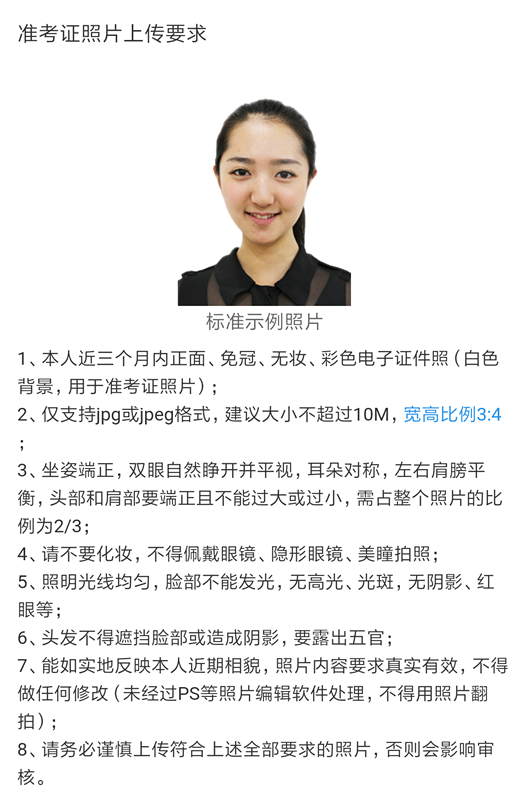 准考证照片上传要求
标准示例照片
1、本人近三个月内正面、免冠、无妆、彩色电子证件照（白色
背景，用于准考证照片）；
2、仅支持jpg或jpeg格式，建议大小不超过10M，宽高比例3:4
；
3、坐姿端正，双眼自然睁开并平视，耳朵对称，左右肩膀平
衡，头部和肩部要端正且不能过大或过小，需占整个照片的比
例为2/3；
4、请不要化妆，不得佩戴眼镜、隐形眼镜、美瞳拍照；
5、照明光线均匀，脸部不能发光，无高光、光斑，无阴影、红
眼等；
6、头发不得遮挡脸部或造成阴影，要露出五官；
7、能如实地反映本人近期相貌，照片内容要求真实有效，不得
做任何修改（未经过PS等照片编辑软件处理，不得用照片翻
拍）；
8、请务必谨慎上传符合上述全部要求的照片，否则会影响审
核。